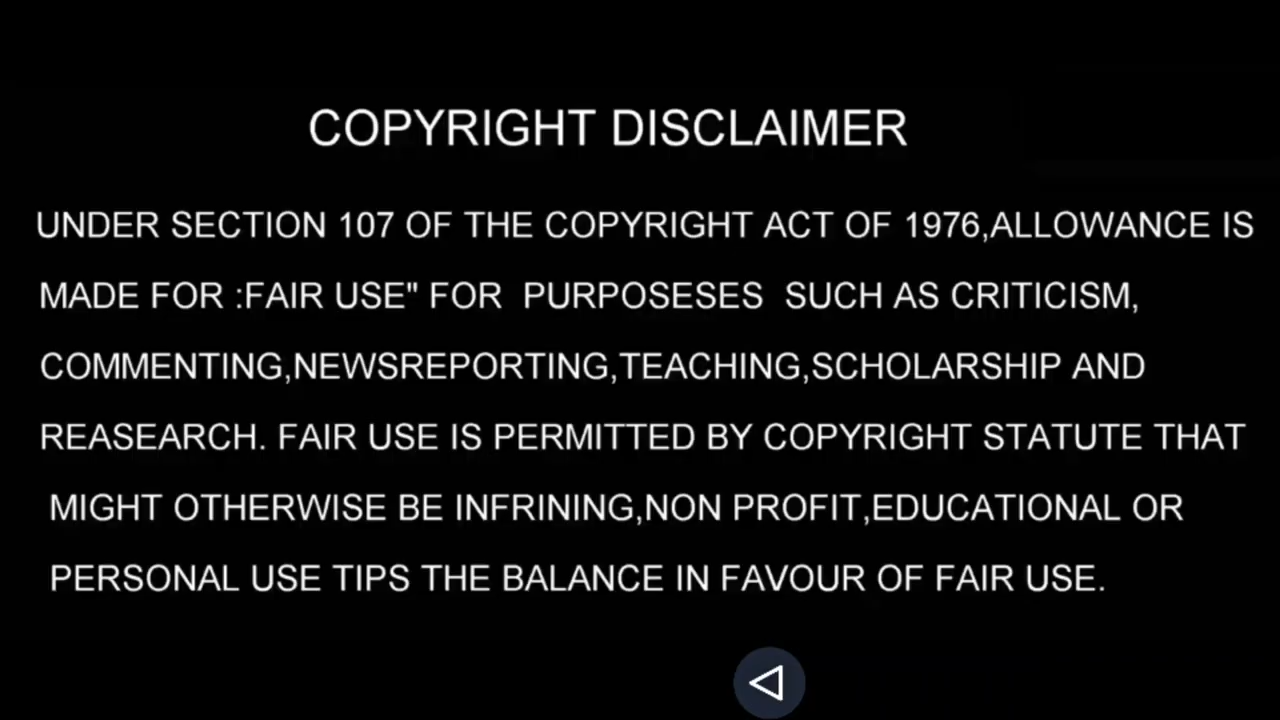 COPYRIGHT DISCLAIMER
UNDER SECTION 107 OF THE COPYRIGHT ACT OF 1976,ALLOWANCE IS
MADE FOR :FAIR USE" FOR  PURPOSESES  SUCH AS CRITICISM,
COMMENTING,NEWSREPORTING,TEACHING,SCHOLARSHIP AND
REASEARCH. FAIR USE IS PERMITTED BY COPYRIGHT STATUTE THAT
MIGHT OTHERWISE BE INFRINING,NON PROFIT,EDUCATIONAL OR
PERSONAL USE TIPS THE BALANCE IN FAVOUR OF FAIR USE.